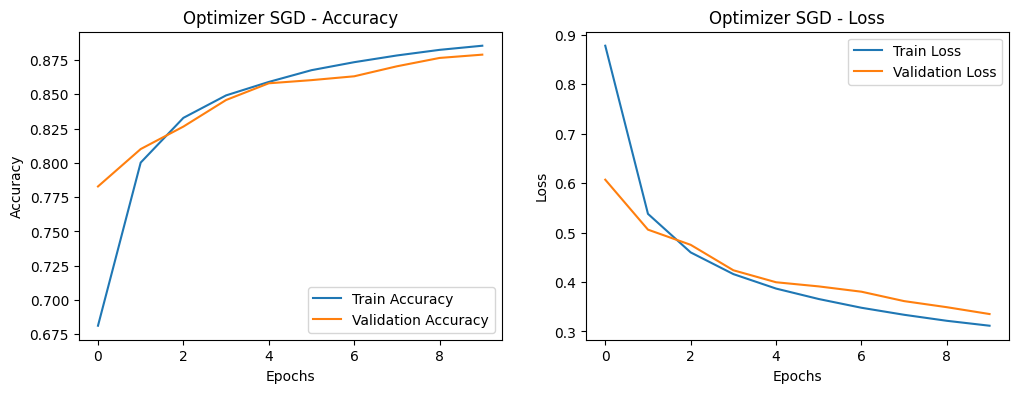 Optimizer SGD - Accuracy
Accuracy
0.875
0.850
0.825
0.800
0.775
0.750
0.725
0.700
0.675
0 2 4 6 8
Epochs
Train Accuracy
Validation Accuracy
Optimizer SGD - Loss
Loss
0.9
0.8
0.7
0.6
0.5
0.4
0.3
0 2 4 6 8
Epochs
Train Loss
Validation Loss